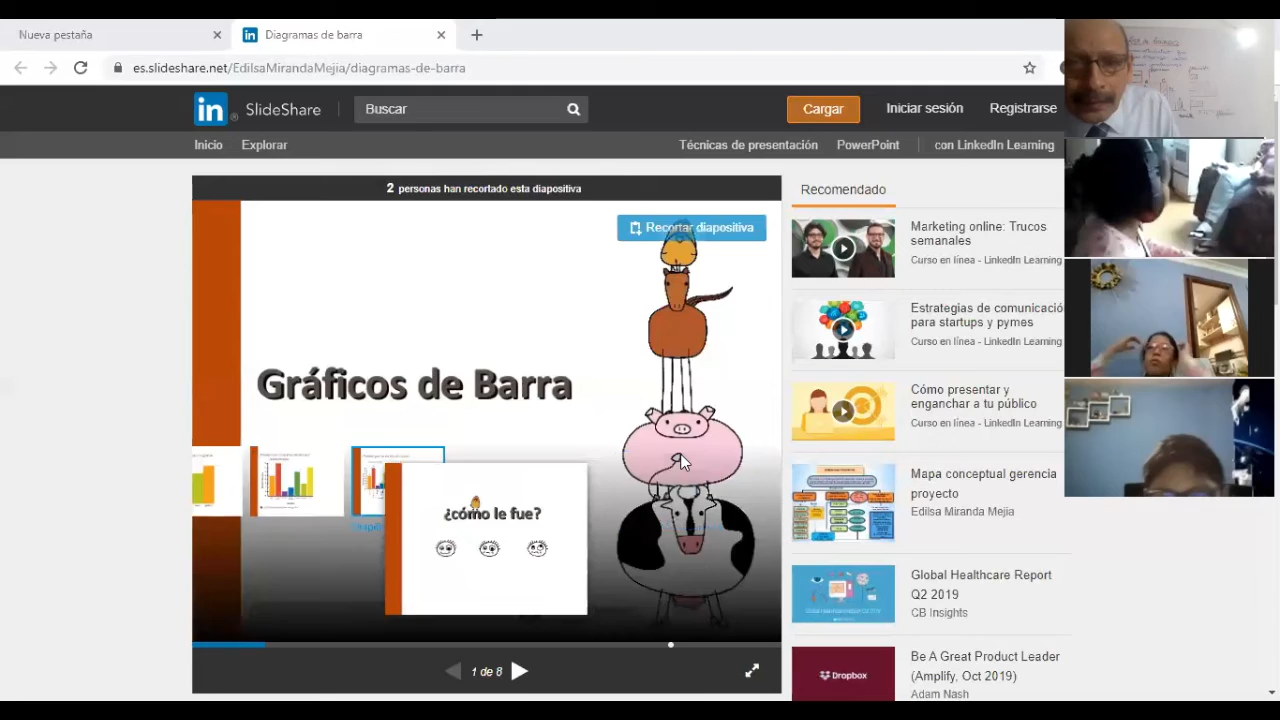 Nueva pestaña
in Diagramas de barra
es.slideshare.net/EdilsaMirandaMejia/diagramas-de-barra
in SlideShare
Buscar
Cargar
Iniciar sesión
Registrarse
Inicio
Explorar
Técnicas de presentación
PowerPoint
con LinkedIn Learning
2 personas han recortado esta diapositiva
Recortar diapositiva
Gráficos de Barra
¿cómo le fue?
1 de 8
Recomendado
Marketing online: Trucos
semanales
Curso en línea - LinkedIn Learning
Estrategias de comunicació
para startups y pymes
Curso en línea - LinkedIn Learning
Cómo presentar y
enganchar a tu público
Curso en línea - LinkedIn Learning
Mapa conceptual gerencia
proyecto
Edilsa Miranda Mejia
Global Healthcare Report
Q2 2019
CB Insights
Dropbox
Be A Great Product Leader
(Amplify, Oct 2019)
Adam Nash